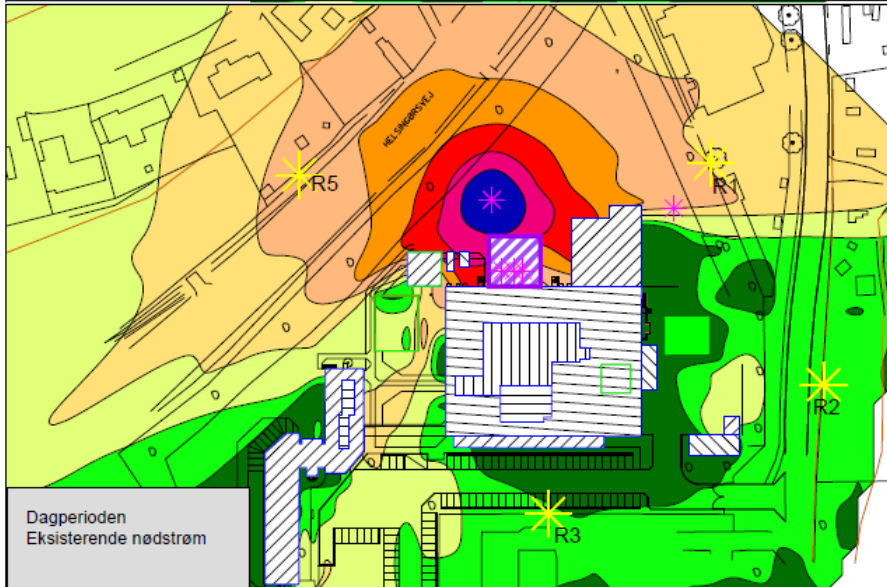 HELSINGØRSVEJ
R1
R5
R2
R3
Dagperioden
Eksisterende nødstrøm